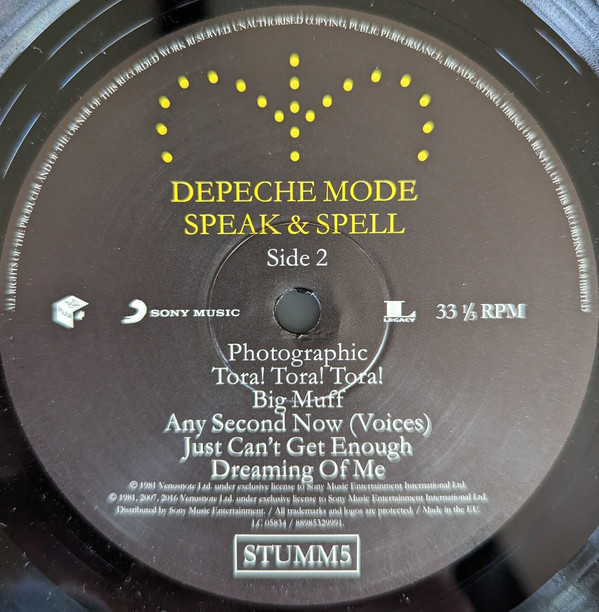 ALL RIGHTS OF THE PRODUCER AND OF THE OWNER OF THIS RECORDED WORK RESERVED. UNAUTHORISED COPYING, PUBLIC PERFORMANCE, BROADCASTING, HIRING OR RENTAL OF THIS RECORDING PROHIBITED
DEPECHE MODE
SPEAK & SPELL
Side 2
SONY MUSIC
L
LEGACY
33 ⅓ RPM
Photographic
Tora! Tora! Tora!
Big Muff
Any Second Now (Voices)
Just Can't Get Enough
Dreaming Of Me
℗ 1981 Venusnote Ltd. under exclusive license to Sony Music Entertainment International Ltd.
© 1981, 2007, 2016 Venusnote Ltd. under exclusive license to Sony Music Entertainment International Ltd.
Distributed by Sony Music Entertainment. / All trademarks and logos are protected. / Made in the EU.
LC 05834 / 88985329991.
STUMM5